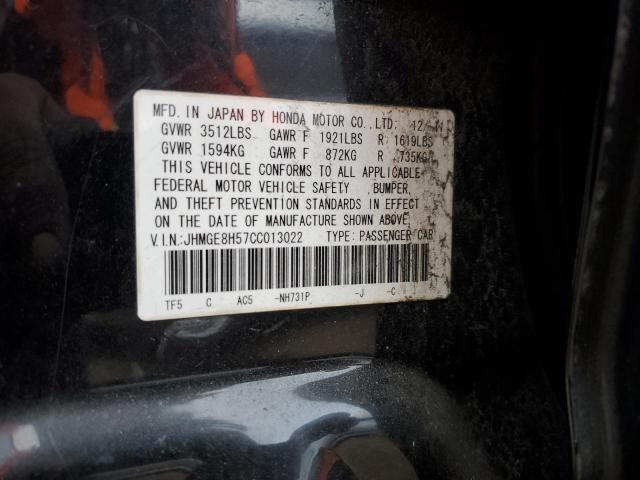 MFD. IN JAPAN BY HONDA MOTOR CO., LTD. 12/11
GVWR 3512LBS GAWR F 1921LBS R 1619LBS
GVWR 1594KG GAWR F 872KG R 735KG
THIS VEHICLE CONFORMS TO ALL APPLICABLE
FEDERAL MOTOR VEHICLE SAFETY ,BUMPER,
AND THEFT PREVENTION STANDARDS IN EFFECT
ON THE DATE OF MANUFACTURE SHOWN ABOVE.
V.I.N.:JHMGE8H57CC013022 TYPE: PASSENGER CAR
TF5 C AC5 -NH731P -J -C